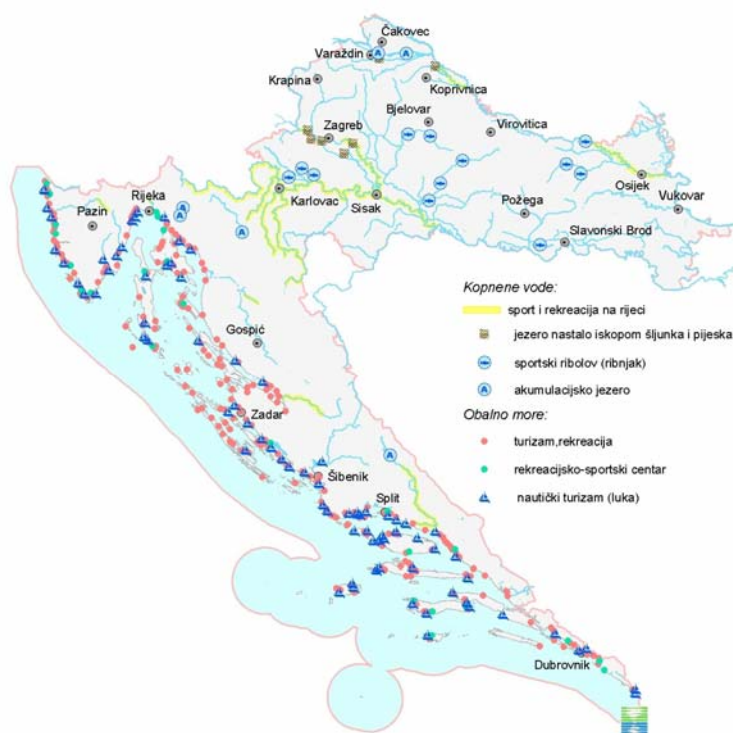 Čakovec
Varaždin
A
A
Krapina
Koprivnica
Bjelovar
Virovitica
Zagreb
Osijek
Vukovar
Karlovac
Sisak
Požega
Slavonski Brod
Rijeka
Pazin
A
A
A
Kopnene vode:
sport i rekreacija na rijeci
jezero nastalo iskopom šljunka i pijeska
sportski ribolov (ribnjak)
A akumulacijsko jezero
Gospić
Obalno more:
turizam,rekreacija
rekreacijsko-sportski centar
nautički turizam (luka)
Zadar
A
Šibenik
Split
Dubrovnik